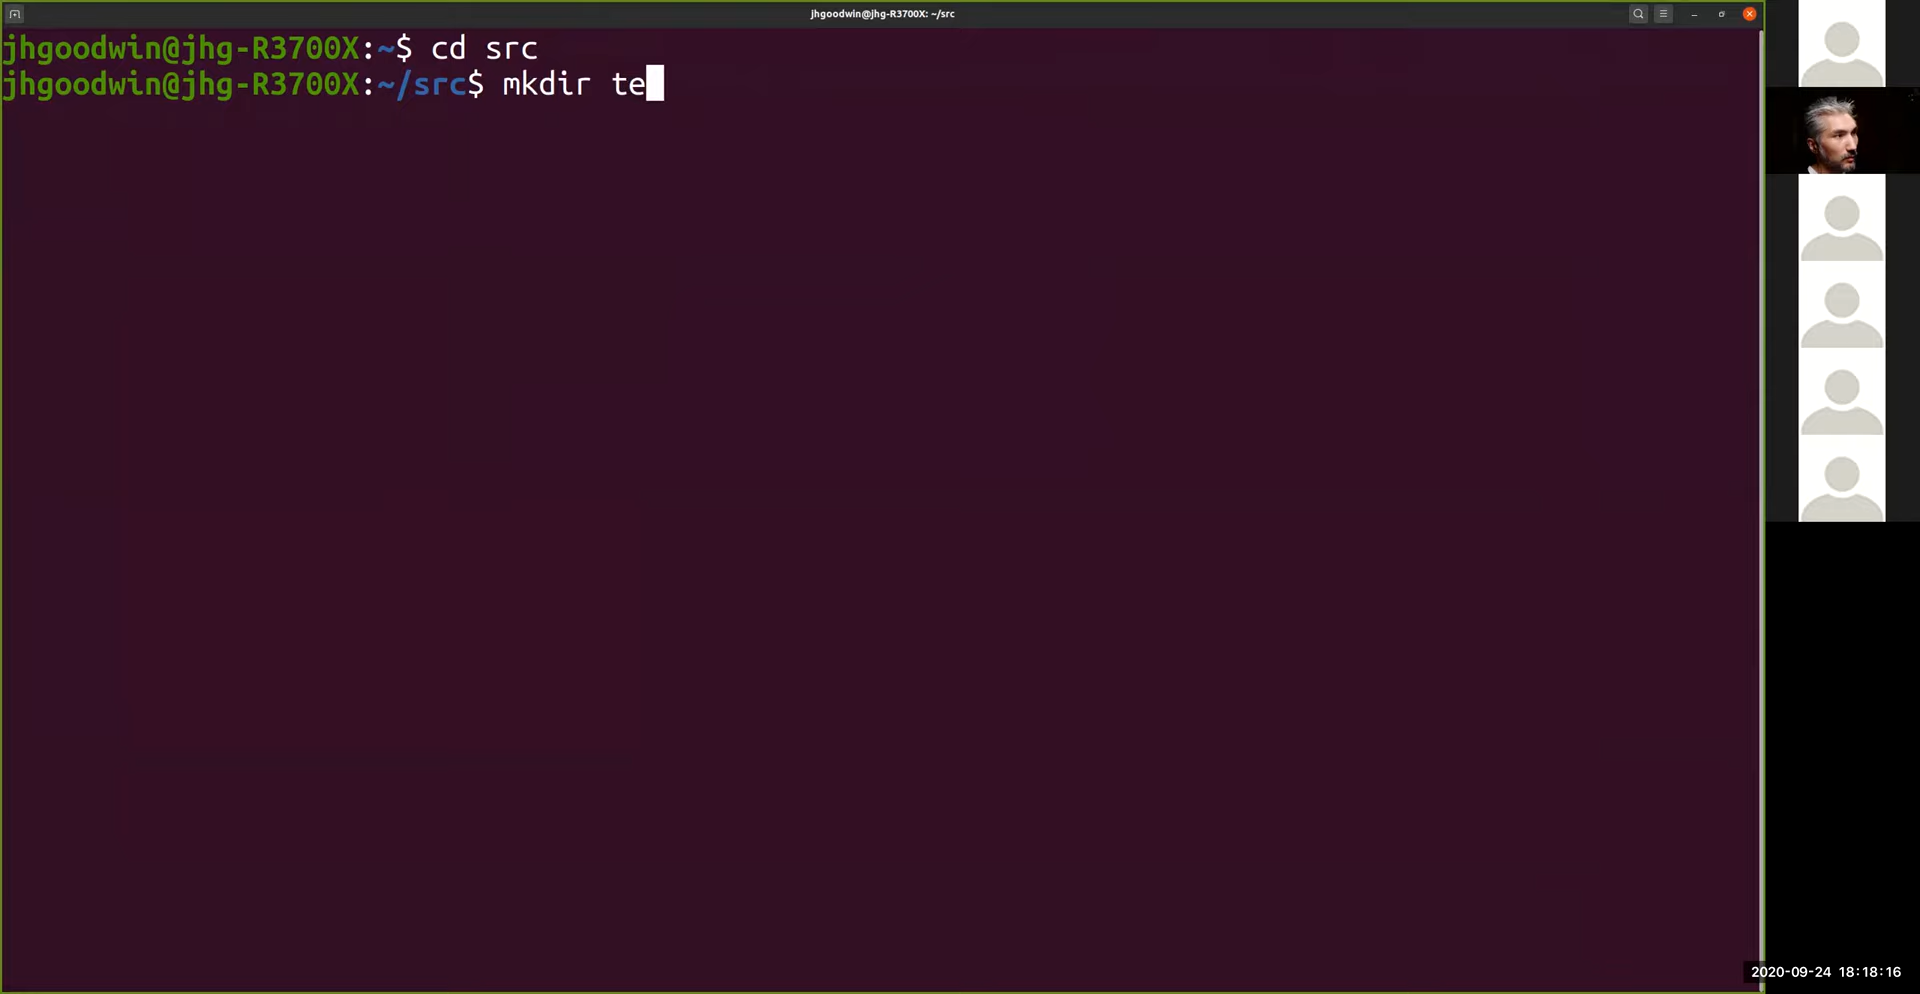 jhgoodwin@jhg-R3700X: ~/src
jhgoodwin@jhg-R3700X:~$ cd src
jhgoodwin@jhg-R3700X:~/src$ mkdir te
2020-09-24 18:18:16